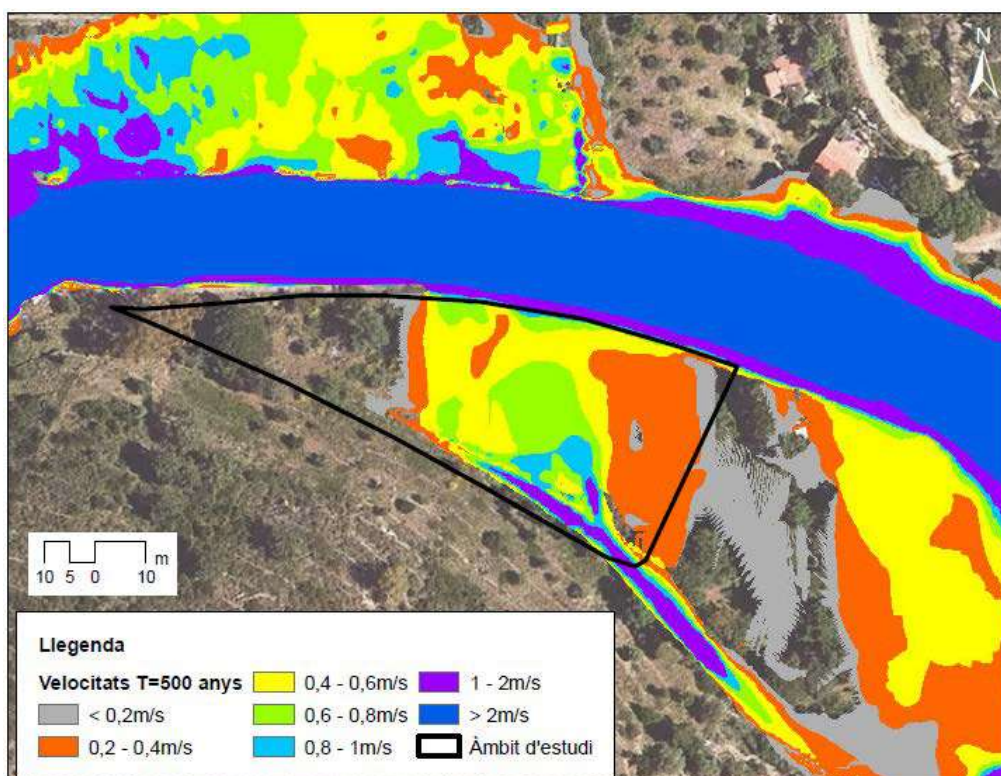 N
10 5 0 10 m
Llegenda
Velocitats T=500 anys
< 0,2m/s
0,2 - 0,4m/s
0,4 - 0,6m/s
0,6 - 0,8m/s
0,8 - 1m/s
1 - 2m/s
> 2m/s
Àmbit d'estudi